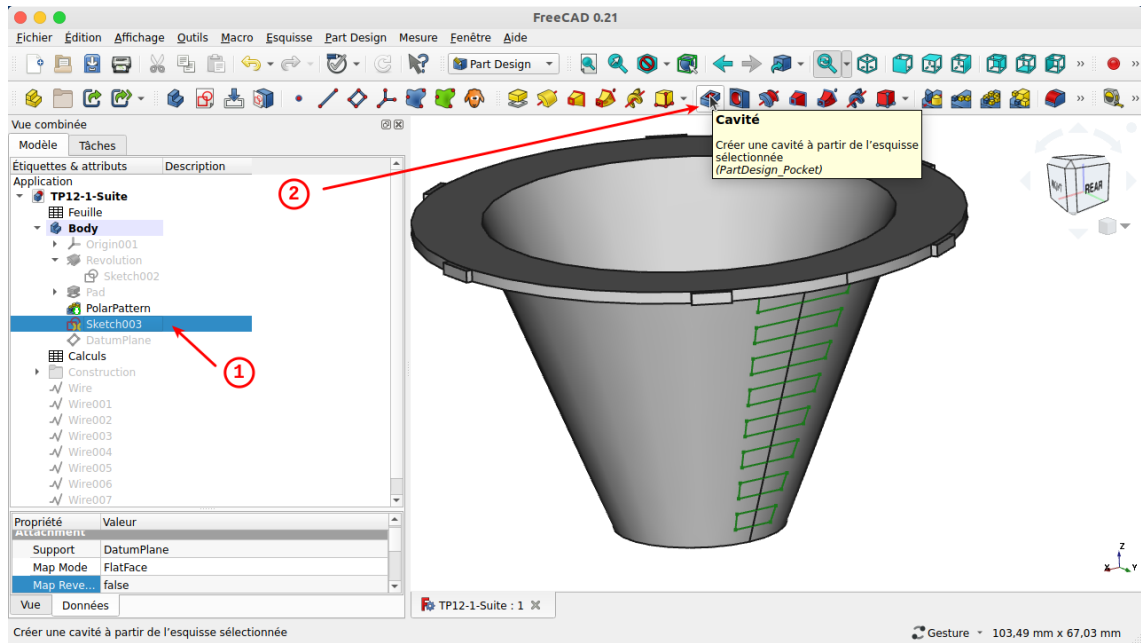 FreeCAD 0.21
Fichier Édition Affichage Outils Macro Esquisse Part Design Mesure Fenêtre Aide
Part Design
Vue combinée
Modèle Tâches
Étiquettes & attributs Description
Application
TP12-1-Suite
Feuille
Body
Origin001
Revolution
Sketch002
Pad
PolarPattern
Sketch003
DatumPlane
Calculs
Construction
Wire
Wire001
Wire002
Wire003
Wire004
Wire005
Wire006
Wire007
Propriété Valeur
Attachment
Support DatumPlane
Map Mode FlatFace
Map Reve... false
Vue Données
Cavité
Créer une cavité à partir de l'esquisse
sélectionnée
(PartDesign_Pocket)
2
1
RIGHT REAR
Z
X Y
TP12-1-Suite : 1
Créer une cavité à partir de l'esquisse sélectionnée
Gesture 103,49 mm x 67,03 mm